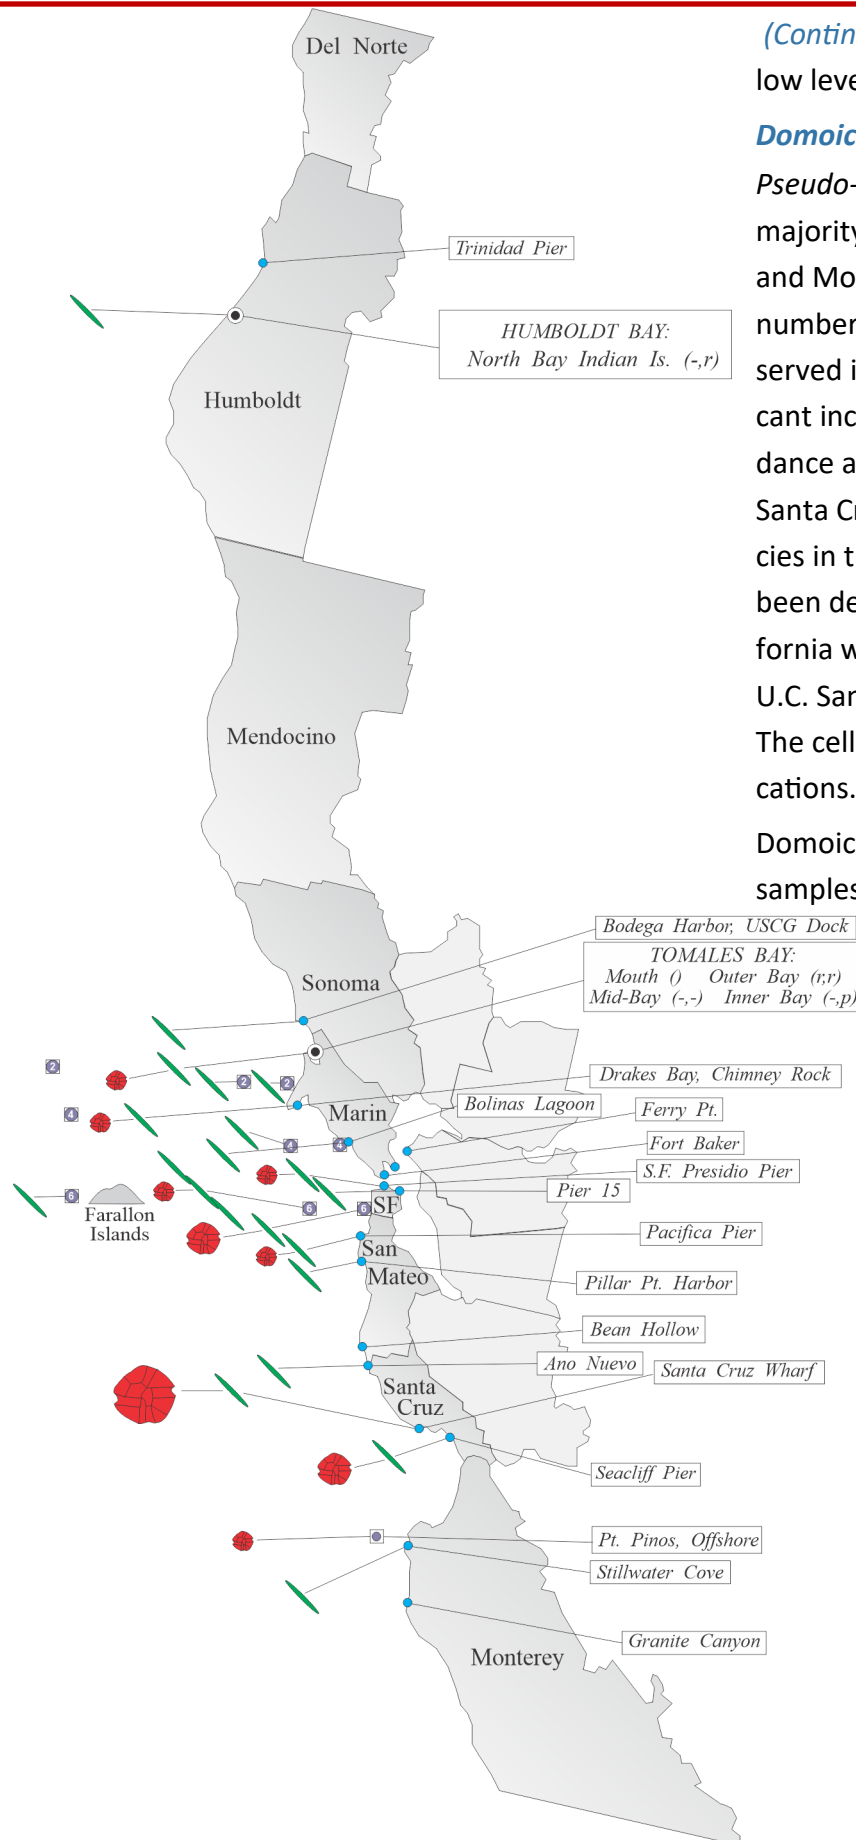 Del Norte
Trinidad Pier
HUMBOLDT BAY:
North Bay Indian Is. (-,r)
Humboldt
Mendocino
Sonoma
Bodega Harbor, USCG Dock
TOMALES BAY:
Mouth () Outer Bay (r,r)
Mid-Bay (-,-) Inner Bay (-,p)
2
2
2
Drakes Bay, Chimney Rock
Marin
Bolinas Lagoon
Ferry Pt.
4
4
4
Fort Baker
S.F. Presidio Pier
Pier 15
6
6
6
SF
Farallon
Islands
Pacifica Pier
San
Mateo
Pillar Pt. Harbor
Bean Hollow
Ano Nuevo
Santa Cruz Wharf
Santa
Cruz
Seacliff Pier
Pt. Pinos, Offshore
Stillwater Cove
Granite Canyon
Monterey
(Contin
low leve
Domoic
Pseudo-
majority
and Mo
number
served i
cant inc
dance a
Santa Cr
cies in t
been de
fornia w
U.C. San
The cell
cations.
Domoic
samples